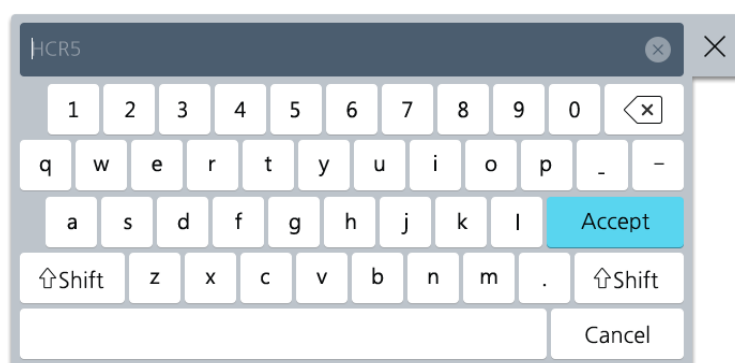 HCR5
1 2 3 4 5 6 7 8 9 0
q w e r t y u i o p _ –
a s d f g h j k l Accept
Shift z x c v b n m . Shift
Cancel